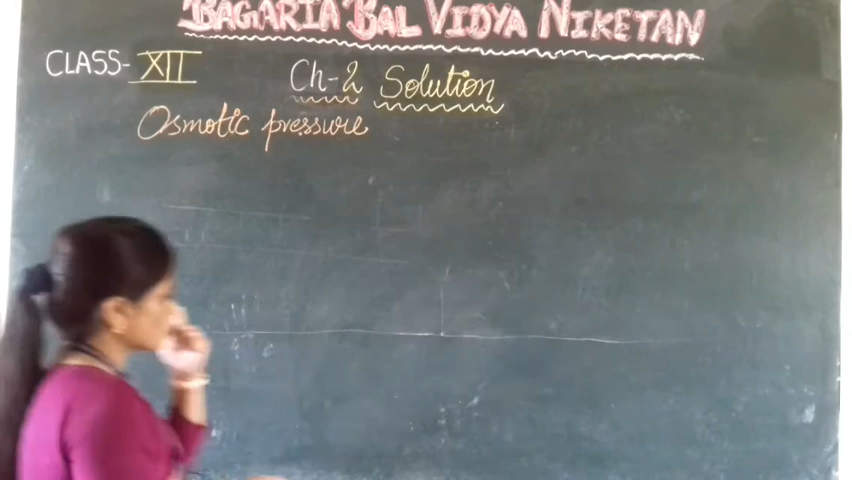 BAGARIA BAL VIDYA NIKETAN
CLASS- XII
Ch-2 Solution
Osmotic pressure